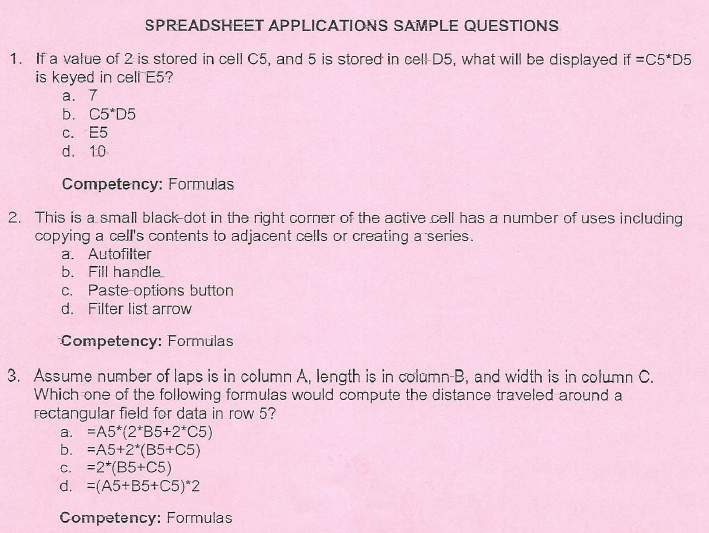 SPREADSHEET APPLICATIONS SAMPLE QUESTIONS
1. If a value of 2 is stored in cell C5, and 5 is stored in cell D5, what will be displayed if =C5*D5
is keyed in cell E5?
a. 7
b. C5*D5
c. E5
d. 10
Competency: Formulas
2. This is a small black dot in the right corner of the active cell has a number of uses including
copying a cell's contents to adjacent cells or creating a series.
a. Autofilter
b. Fill handle
c. Paste options button
d. Filter list arrow
Competency: Formulas
3. Assume number of laps is in column A, length is in column B, and width is in column C.
Which one of the following formulas would compute the distance traveled around a
rectangular field for data in row 5?
a. =A5*(2*B5+2*C5)
b. =A5+2*(B5+C5)
c. =2*(B5+C5)
d. =(A5+B5+C5)*2
Competency: Formulas